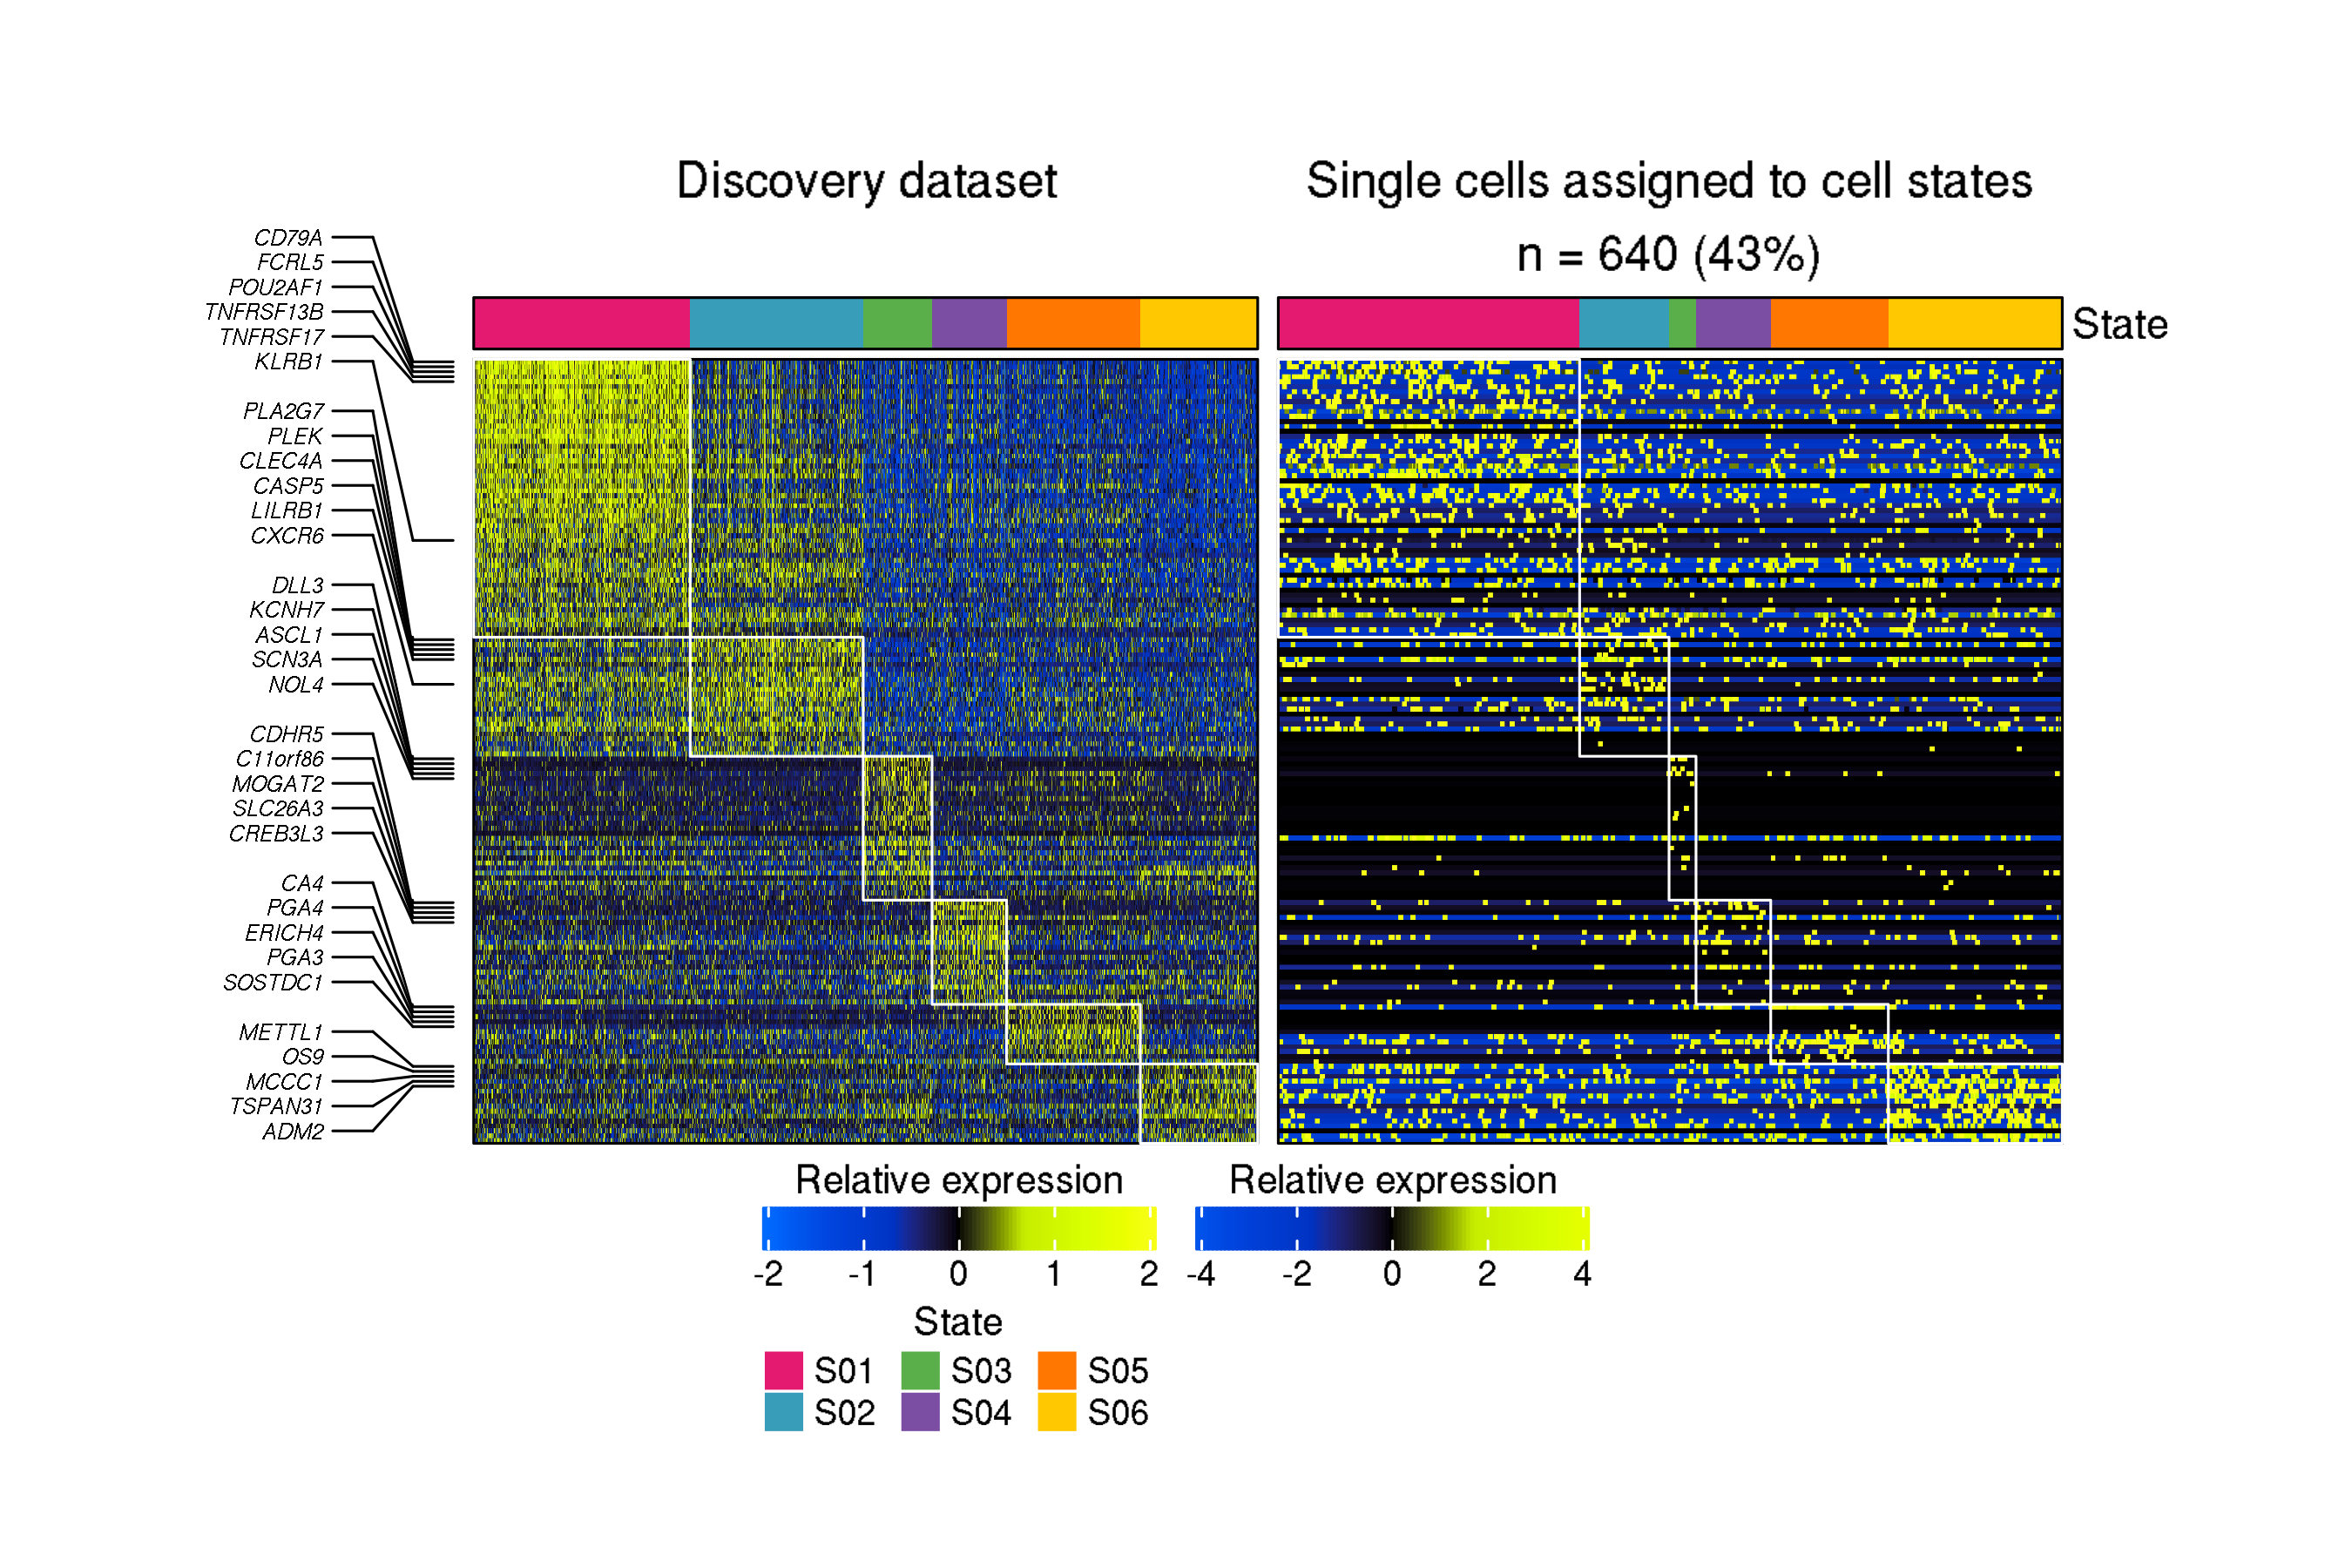 Discovery dataset
Single cells assigned to cell states
n = 640 (43%)
State
CD79A
FCRL5
POU2AF1
TNFRSF13B
TNFRSF17
KLRB1
PLA2G7
PLEK
CLEC4A
CASP5
LILRB1
CXCR6
DLL3
KCNH7
ASCL1
SCN3A
NOL4
CDHR5
C11orf86
MOGAT2
SLC26A3
CREB3L3
CA4
PGA4
ERICH4
PGA3
SOSTDC1
METTL1
OS9
MCCC1
TSPAN31
ADM2
Relative expression
-2 -1 0 1 2
Relative expression
-4 -2 0 2 4
State
S01 S03 S05
S02 S04 S06